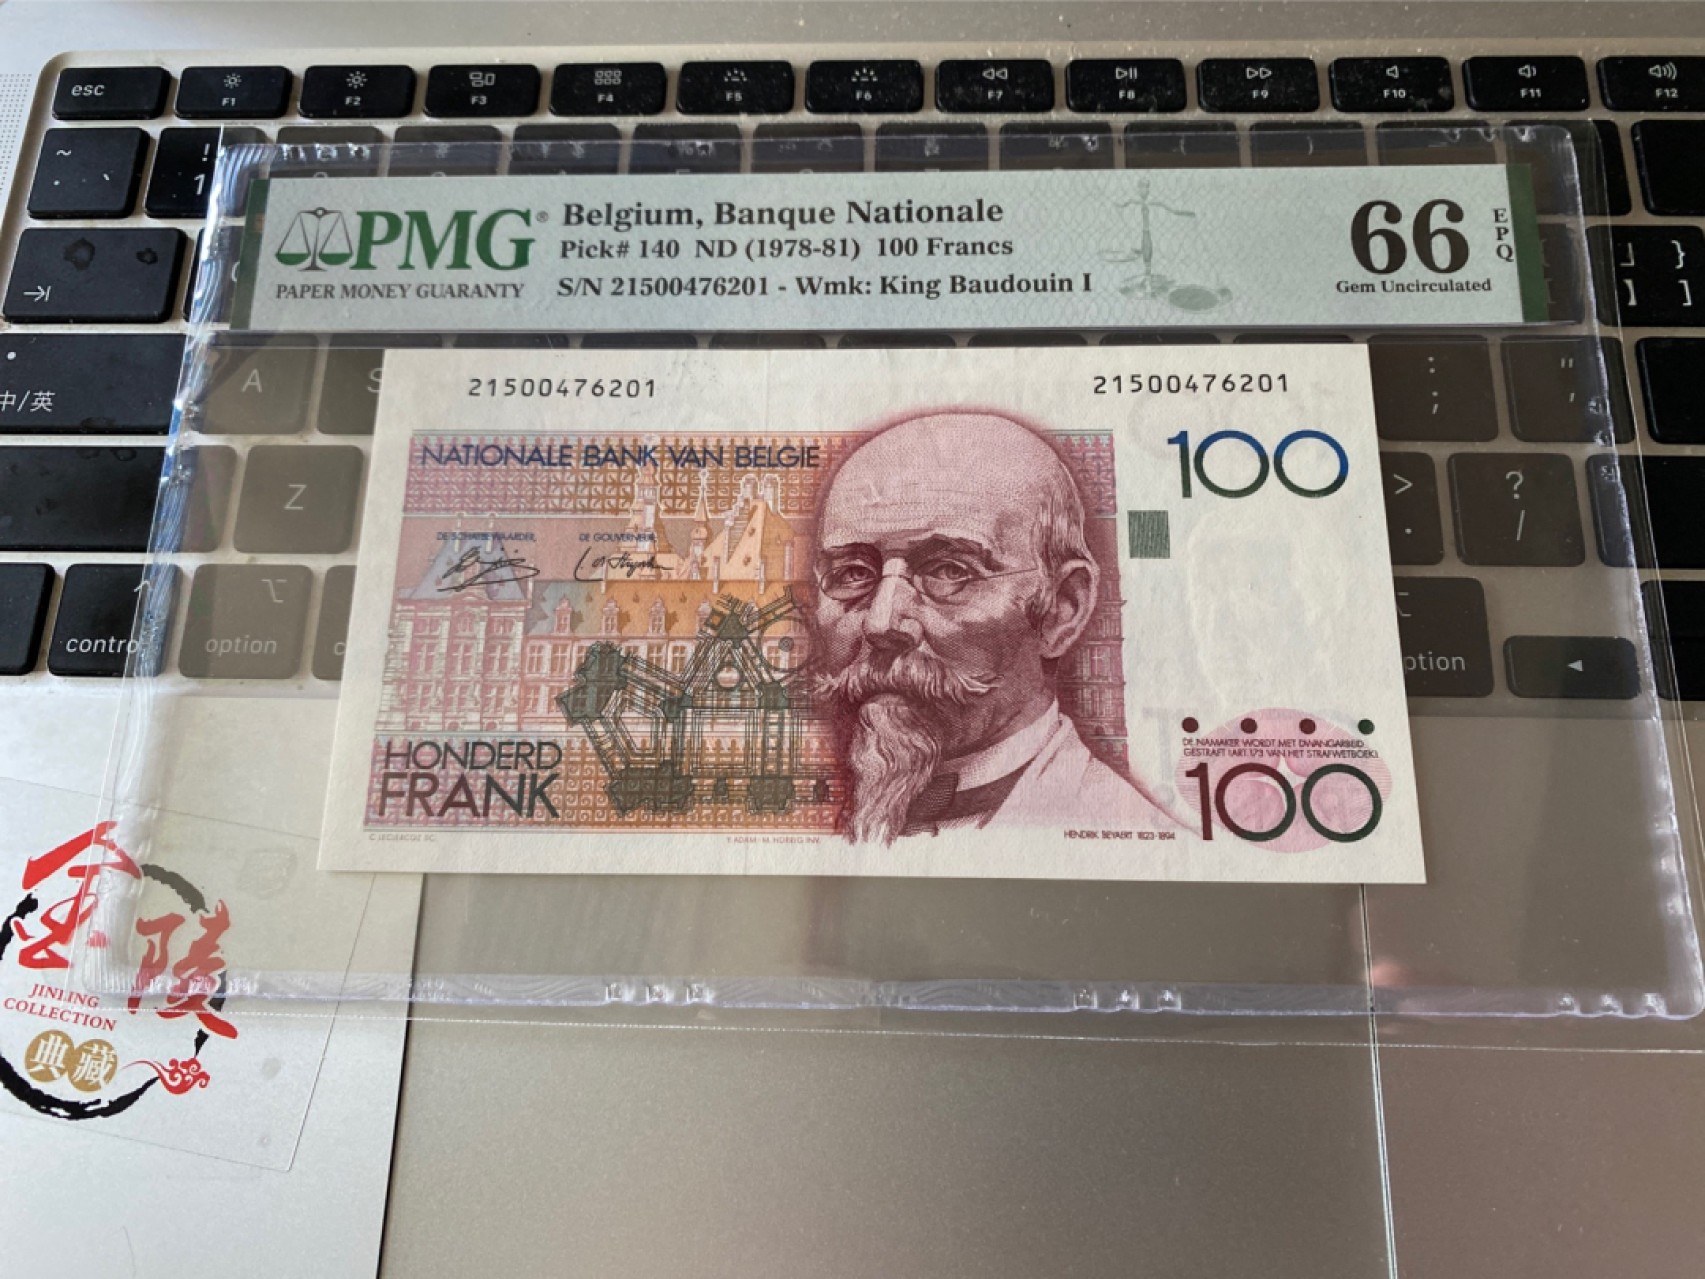 esc
F1
F2
F3
F4
F5
F6
F7
F8
F9
F10
F11
F12
~
!
1
PMG®
PAPER MONEY GUARANTY
Belgium, Banque Nationale
Pick# 140 ND (1978-81) 100 Francs
S/N 21500476201 - Wmk: King Baudouin I
66
EPQ
Gem Uncirculated
中/英
A
S
Z
control
option
option
21500476201
21500476201
NATIONALE BANK VAN BELGIE
100
DE SCHATBEWAARDER,
DE GOUVERNEUR,
HONDERD
FRANK
DE NAMAKER WORDT MET DWANGARBEID
GESTRAFT (ART. 173 VAN HET STRAFWETBOEK)
100
HENDRIK BEYAERT 1823-1894
金陵
JINLING
COLLECTION
典藏